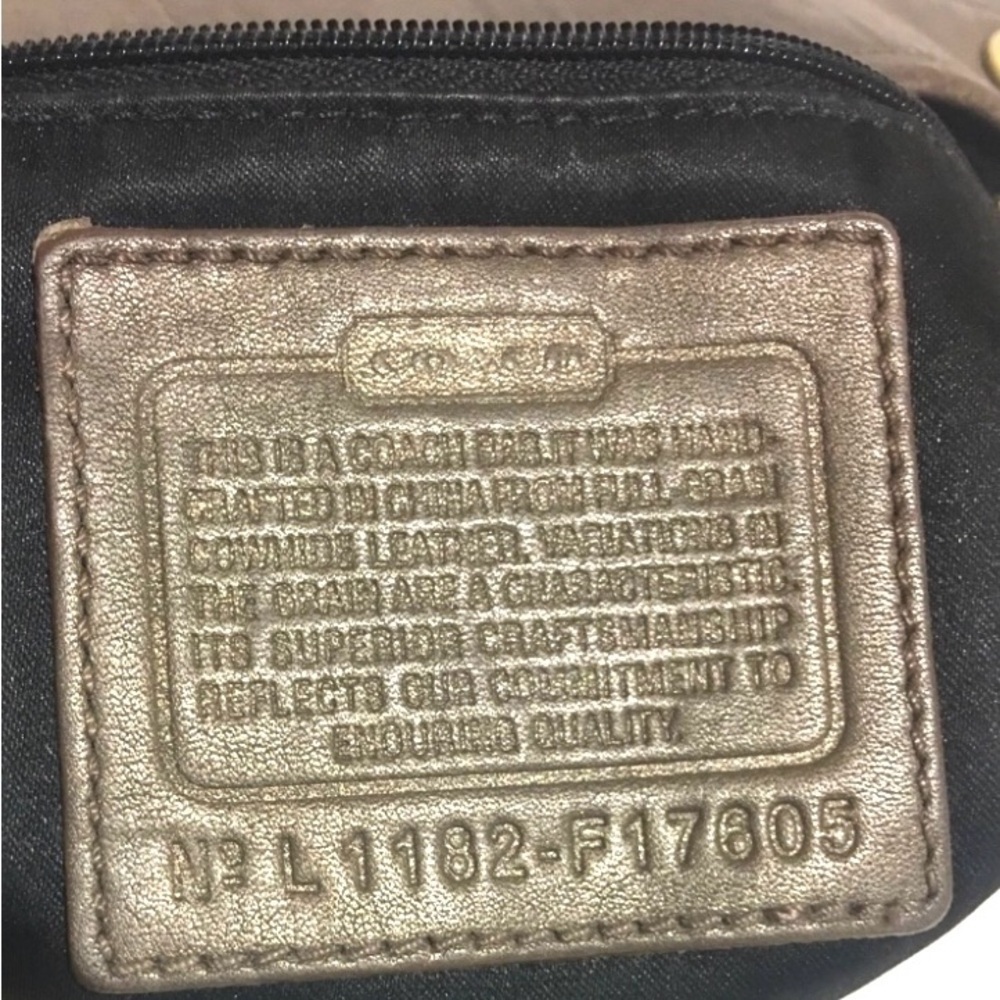 THIS IS A COACH BAG. IT WAS HAND-
CRAFTED IN CHINA FROM FULL-GRAIN
COWHIDE LEATHER. VARIATIONS IN
THE GRAIN ARE A CHARACTERISTIC.
ITS SUPERIOR CRAFTSMANSHIP
REFLECTS OUR COMMITMENT TO
ENDURING QUALITY.
Nº L1182-F17605